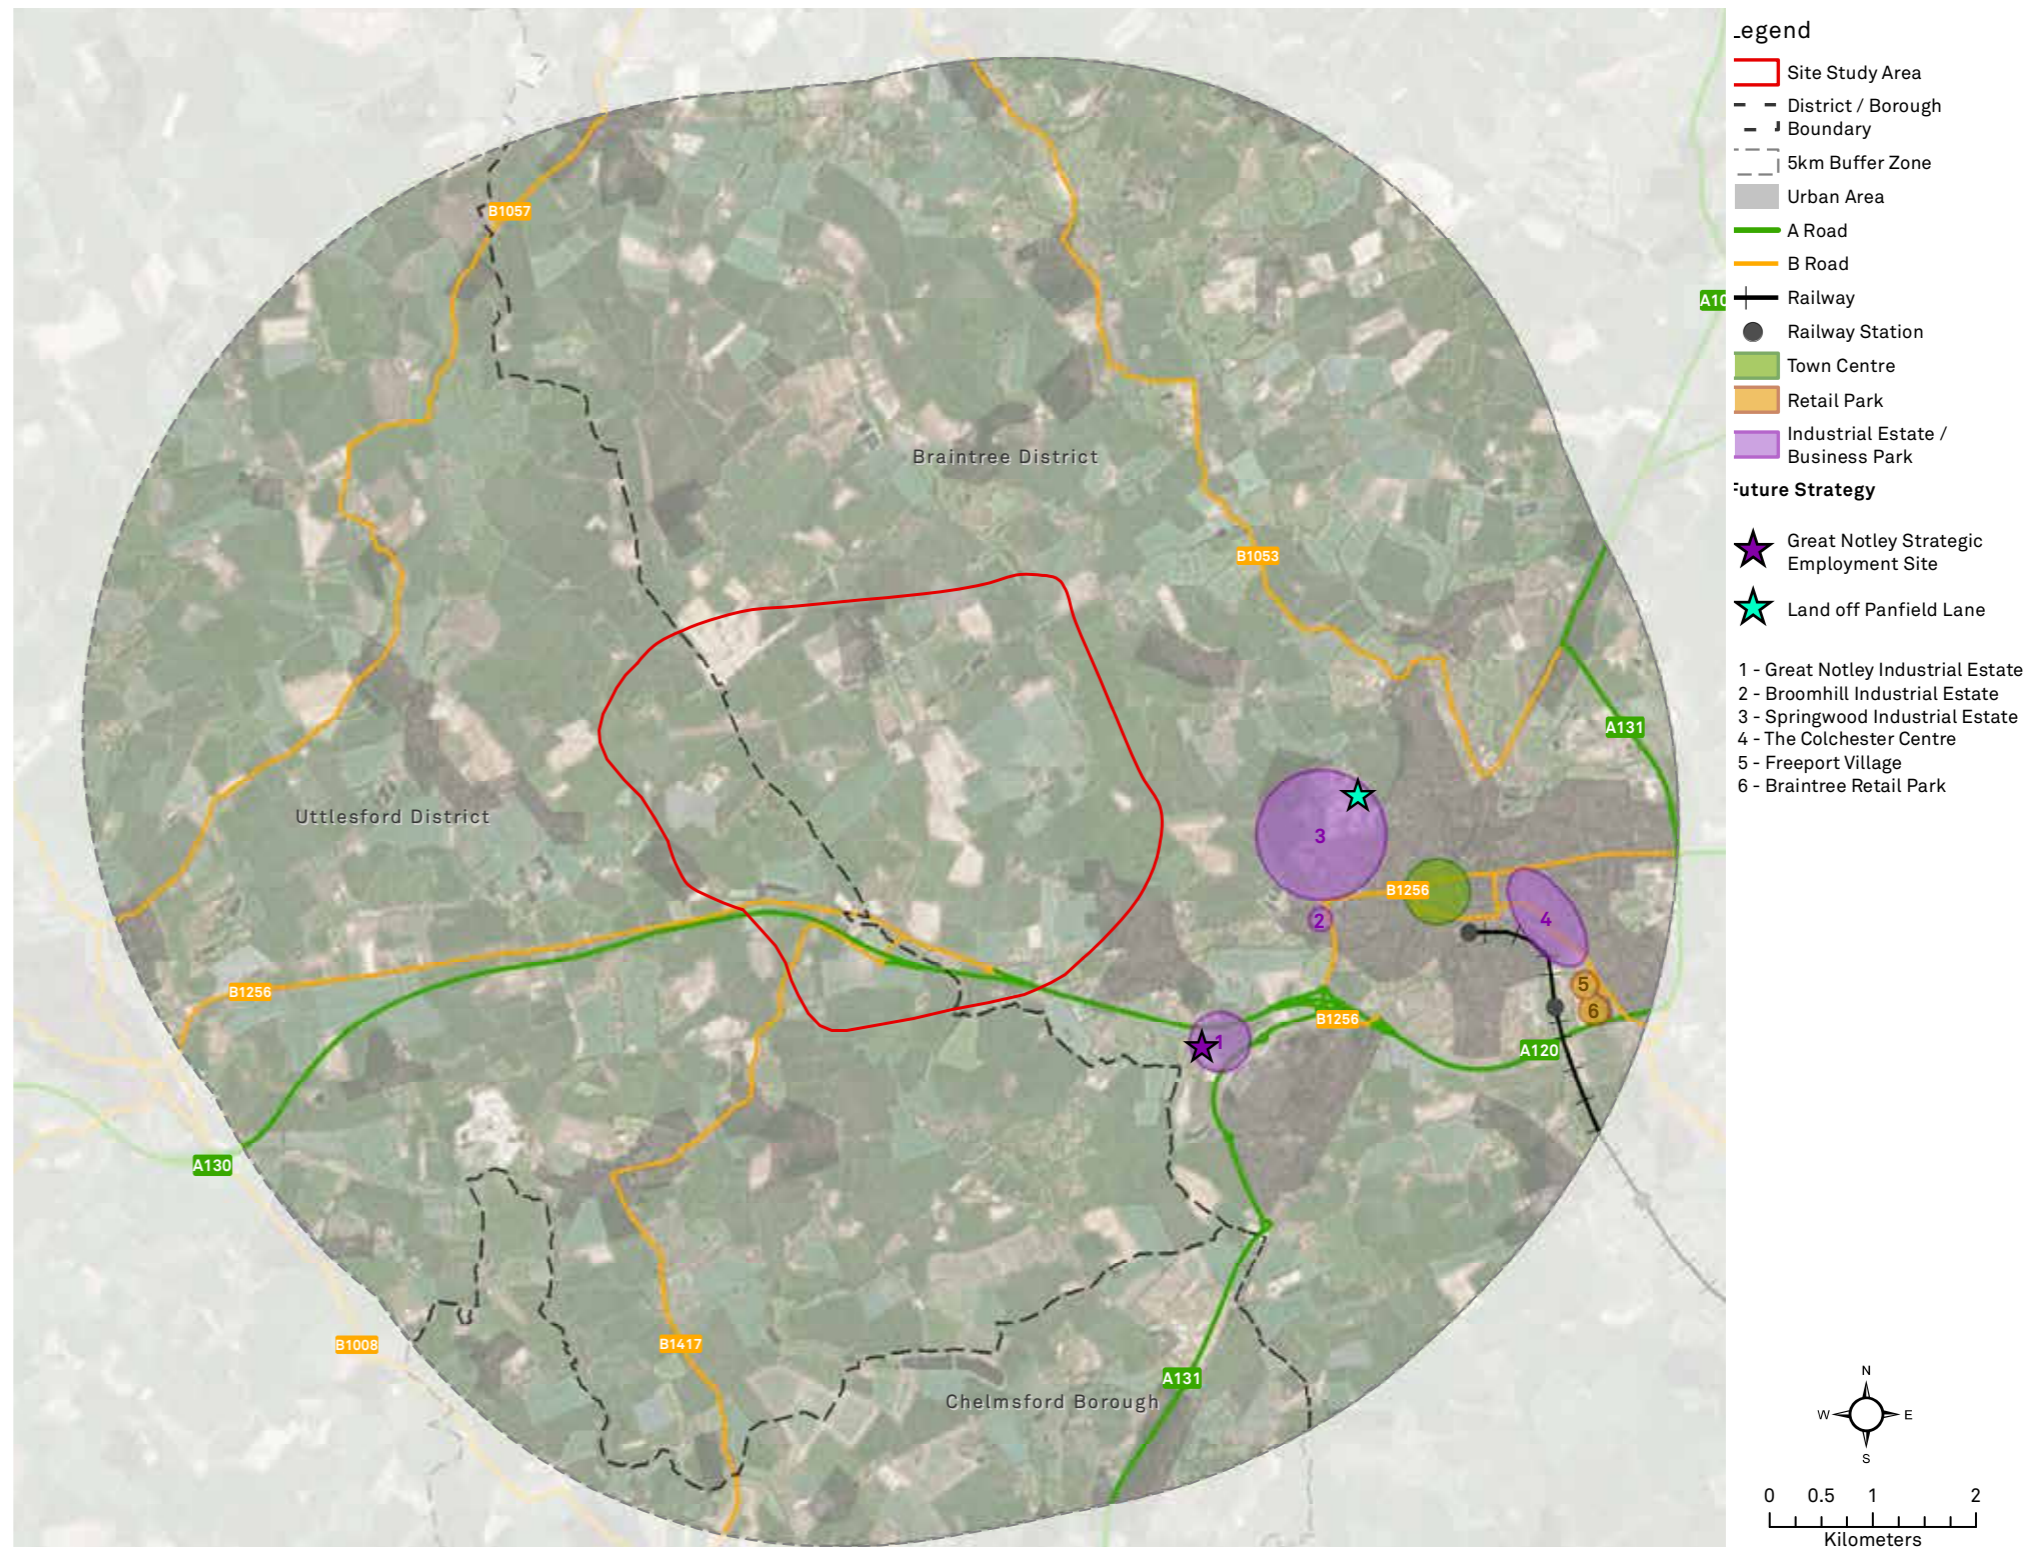 B1057
Braintree District
B1053
A131
Uttlesford District
3
B1256
2
4
5
6
B1256
B1256
1
A120
A130
B1008
B1417
A131
Chelmsford Borough
A10
Legend
Site Study Area
District / Borough
Boundary
5km Buffer Zone
Urban Area
A Road
B Road
Railway
Railway Station
Town Centre
Retail Park
Industrial Estate /
Business Park
Future Strategy
Great Notley Strategic
Employment Site
Land off Panfield Lane
1 - Great Notley Industrial Estate
2 - Broomhill Industrial Estate
3 - Springwood Industrial Estate
4 - The Colchester Centre
5 - Freeport Village
6 - Braintree Retail Park
N
W E
S
0 0.5 1 2
Kilometers